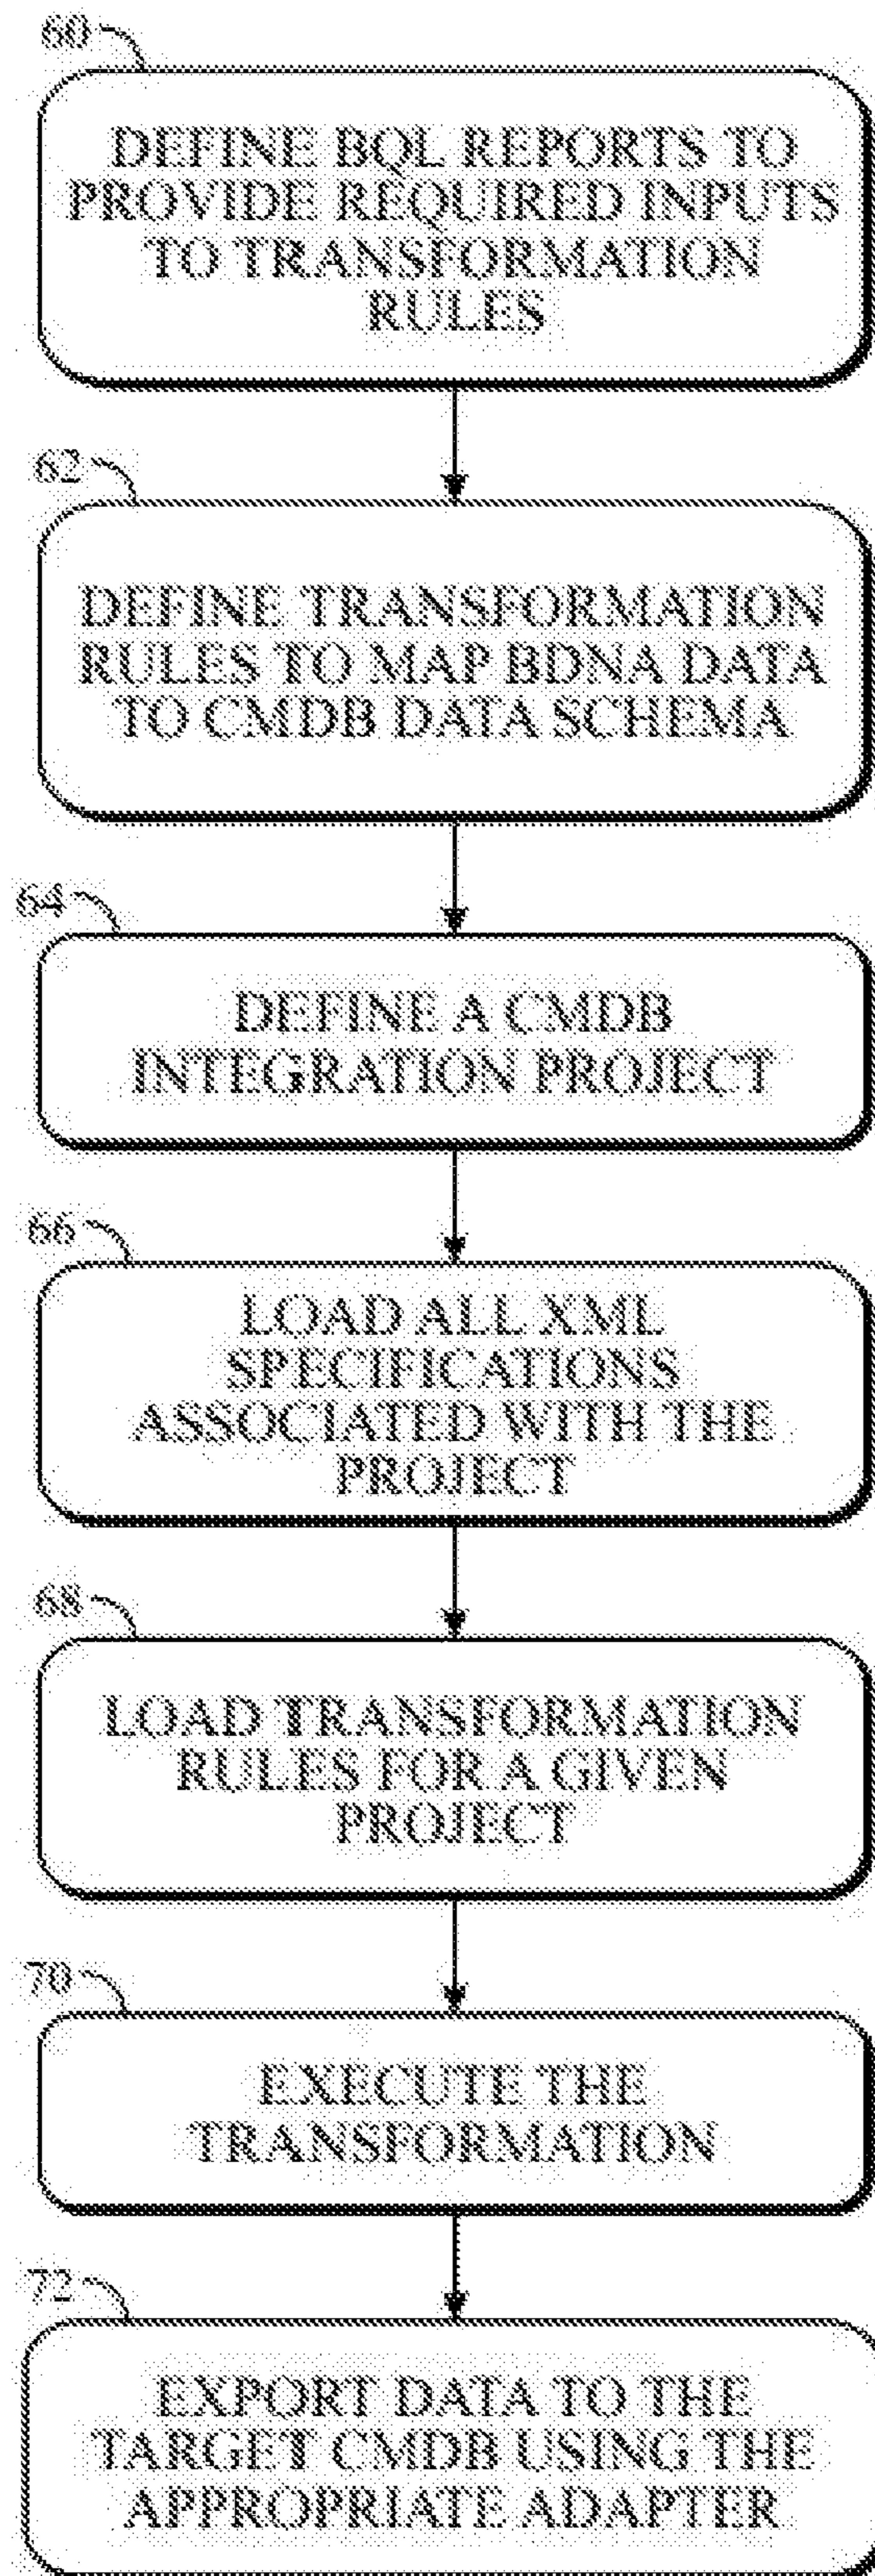 60
DEFINE BQL REPORTS TO
PROVIDE REQUIRED INPUTS
TO TRANSFORMATION
RULES
62
DEFINE TRANSFORMATION
RULES TO MAP BDNA DATA
TO CMDB DATA SCHEMA
64
DEFINE A CMDB
INTEGRATION PROJECT
66
LOAD ALL XML
SPECIFICATIONS
ASSOCIATED WITH THE
PROJECT
68
LOAD TRANSFORMATION
RULES FOR A GIVEN
PROJECT
70
EXECUTE THE
TRANSFORMATION
72
EXPORT DATA TO THE
TARGET CMDB USING THE
APPROPRIATE ADAPTER